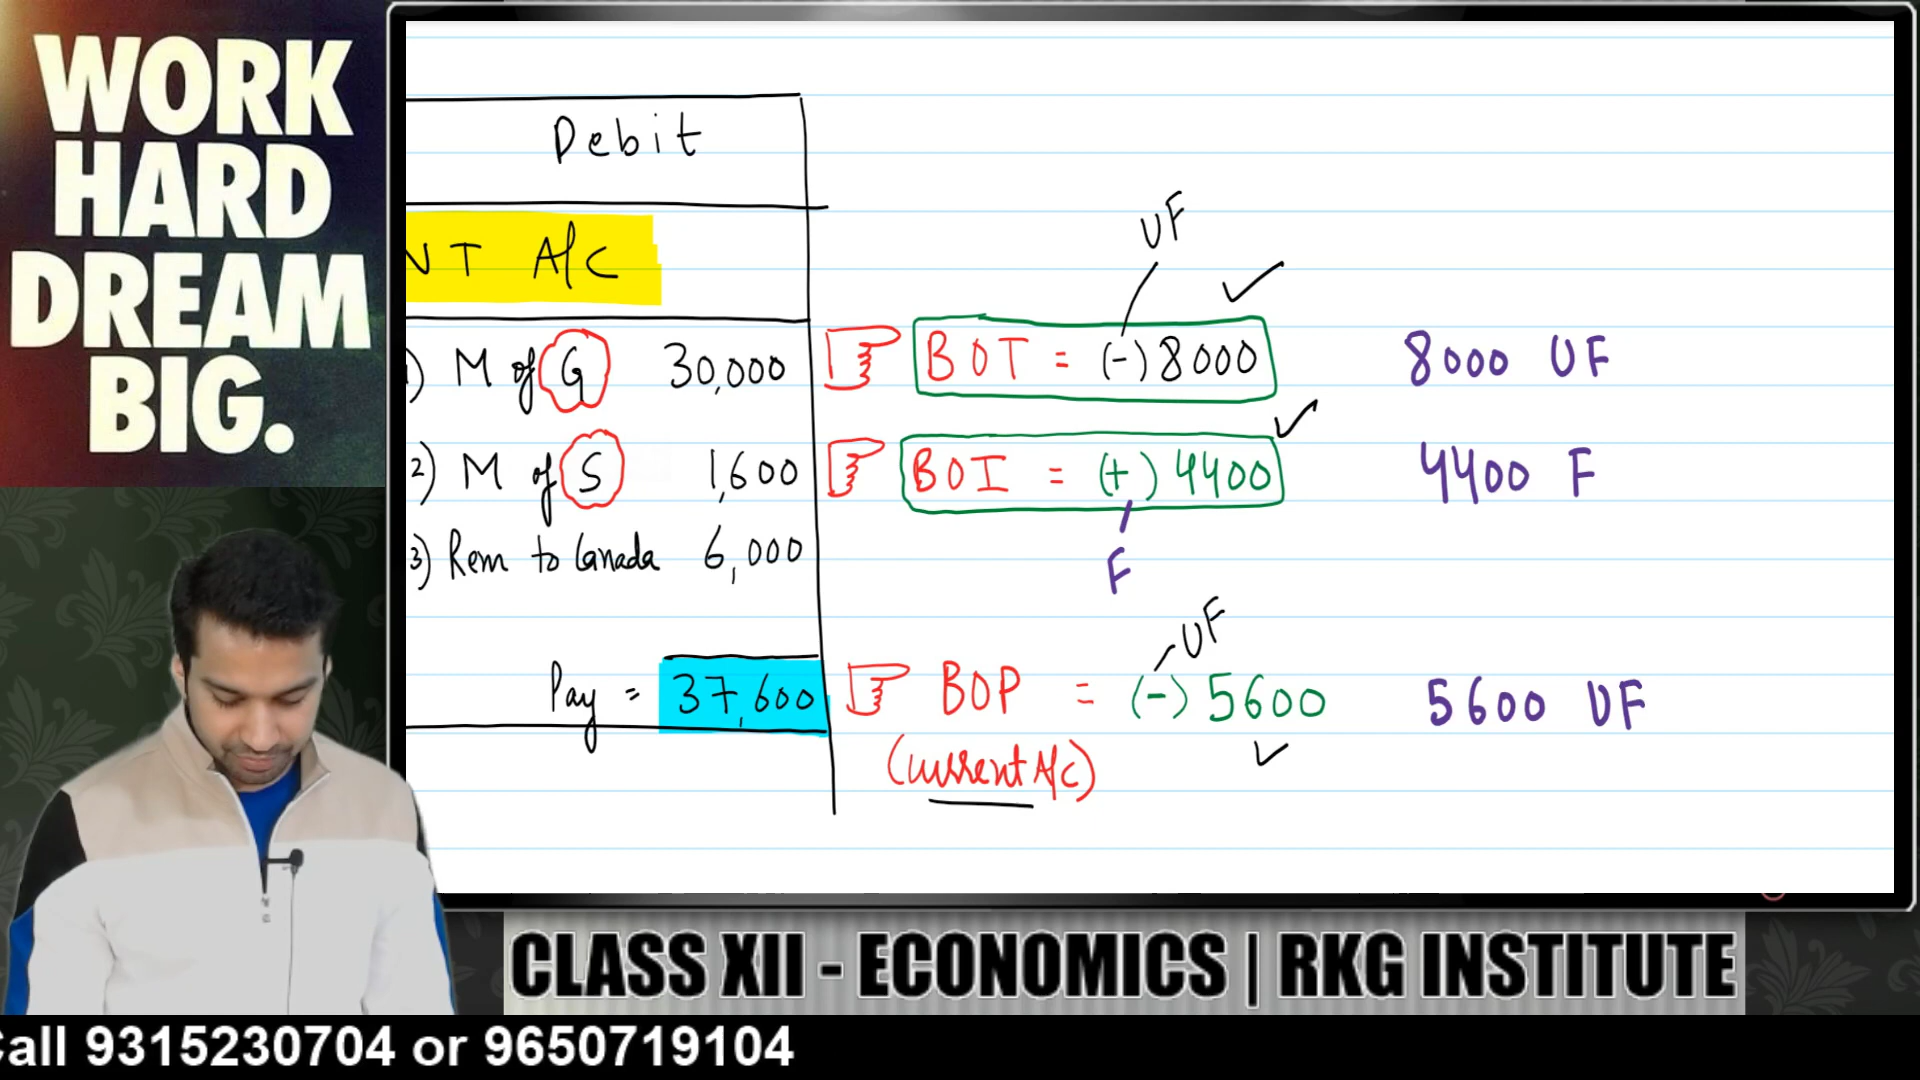 WORK
HARD
DREAM
BIG.
Debit
NT A/C
1) M of G 30,000
BOT = (-) 8000
UF
8000 UF
2) M of S 1,600
BOI = (+) 4400
F
4400 F
3) Rem to Canada 6,000
Pay = 37,600
BOP = (-) 5600
UF
5600 UF
(Current A/C)
CLASS XII - ECONOMICS | RKG INSTITUTE
Call 9315230704 or 9650719104